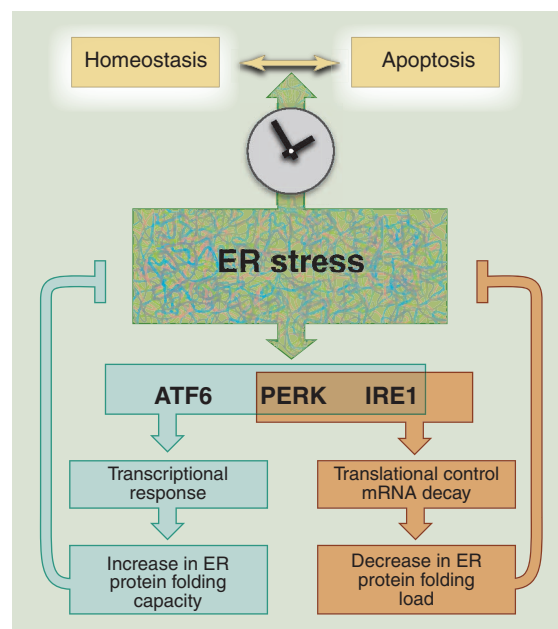 Homeostasis
Apoptosis
ER stress
ATF6
PERK
IRE1
Transcriptional
response
Translational control
mRNA decay
Increase in ER
protein folding
capacity
Decrease in ER
protein folding
load